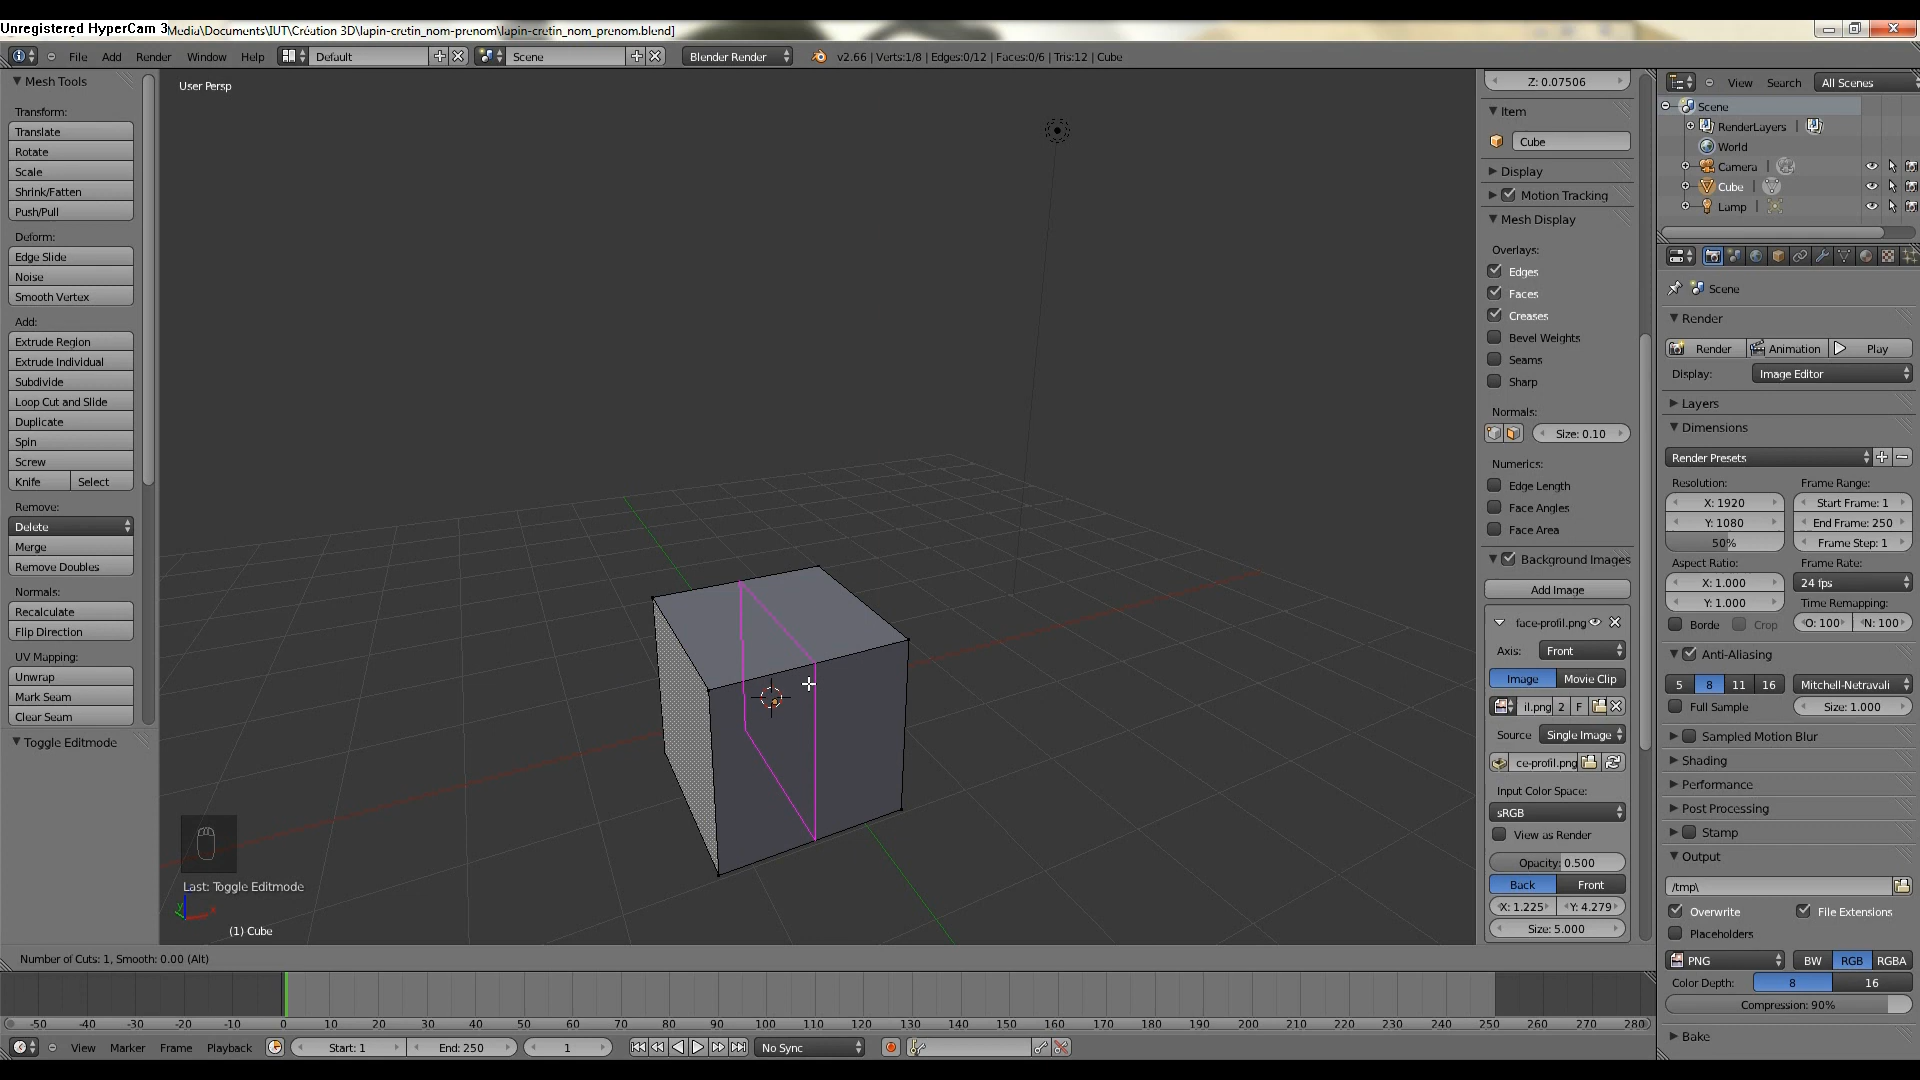 Unregistered HyperCam 3
Media\Documents\IUT\Création 3D\lapin-cretin_nom-prenom\lapin-cretin_nom_prenom.blend]
File Add Render Window Help Default Scene Blender Render v2.66 | Verts:1/8 | Edges:0/12 | Faces:0/6 | Tris:12 | Cube
Mesh Tools
Transform:
Translate
Rotate
Scale
Shrink/Fatten
Push/Pull
Deform:
Edge Slide
Noise
Smooth Vertex
Add:
Extrude Region
Extrude Individual
Subdivide
Loop Cut and Slide
Duplicate
Spin
Screw
Knife Select
Remove:
Delete
Merge
Remove Doubles
Normals:
Recalculate
Flip Direction
UV Mapping:
Unwrap
Mark Seam
Clear Seam
Toggle Editmode
User Persp
Last: Toggle Editmode
y x
(1) Cube
Z: 0.07506
Item
Cube
Display
Motion Tracking
Mesh Display
Overlays:
Edges
Faces
Creases
Bevel Weights
Seams
Sharp
Normals:
Size: 0.10
Numerics:
Edge Length
Face Angles
Face Area
Background Images
Add Image
face-profil.png
Axis: Front
Image Movie Clip
il.png 2 F
Source Single Image
ce-profil.png
Input Color Space:
sRGB
View as Render
Opacity: 0.500
Back Front
X: 1.225 Y: 4.279
Size: 5.000
View Search All Scenes
Scene
RenderLayers
World
Camera
Cube
Lamp
Scene
Render
Render Animation Play
Display: Image Editor
Layers
Dimensions
Render Presets
Resolution: Frame Range:
X: 1920 Start Frame: 1
Y: 1080 End Frame: 250
50% Frame Step: 1
Aspect Ratio: Frame Rate:
X: 1.000 24 fps
Y: 1.000 Time Remapping:
Borde Crop O: 100 N: 100
Anti-Aliasing
5 8 11 16 Mitchell-Netravali
Full Sample Size: 1.000
Sampled Motion Blur
Shading
Performance
Post Processing
Stamp
Output
/tmp\
Overwrite File Extensions
Placeholders
PNG BW RGB RGBA
Color Depth: 8 16
Compression: 90%
Bake
Number of Cuts: 1, Smooth: 0.00 (Alt)
-50 -40 -30 -20 -10 0 10 20 30 40 50 60 70 80 90 100 110 120 130 140 150 160 170 180 190 200 210 220 230 240 250 260 270 280
View Marker Frame Playback Start: 1 End: 250 1 No Sync